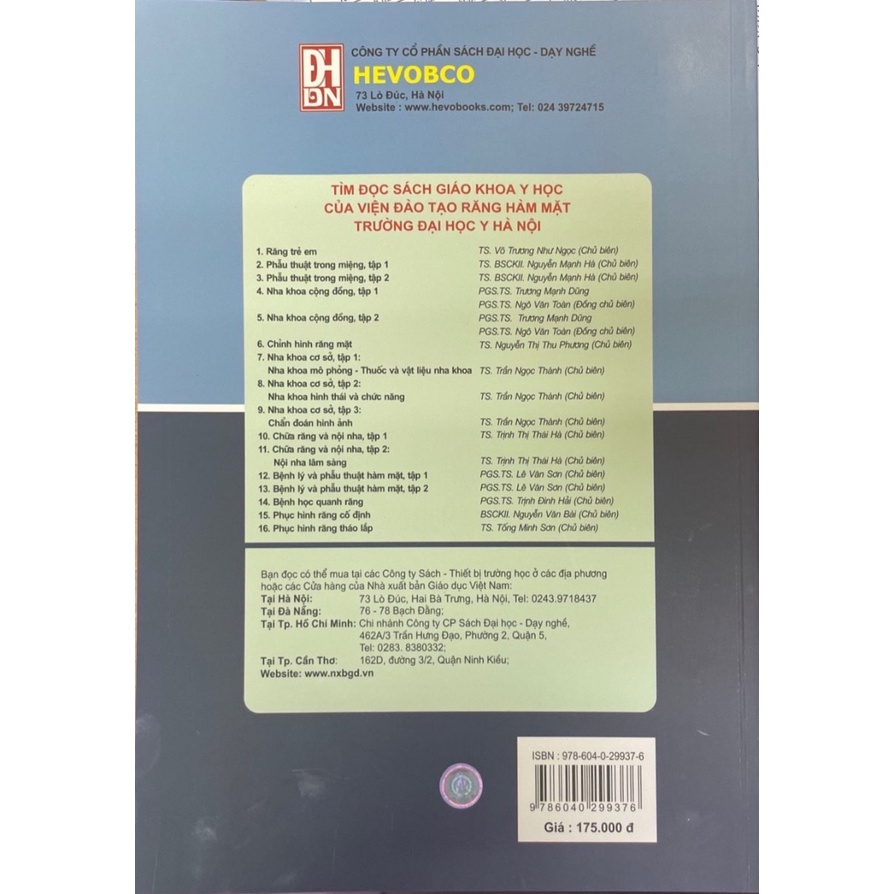 ĐH
DN
CÔNG TY CỔ PHẦN SÁCH ĐẠI HỌC - DẠY NGHỀ
HEVOBCO
73 Lò Đúc, Hà Nội
Website : www.hevobooks.com; Tel: 024 39724715
TÌM ĐỌC SÁCH GIÁO KHOA Y HỌC
CỦA VIỆN ĐÀO TẠO RĂNG HÀM MẶT
TRƯỜNG ĐẠI HỌC Y HÀ NỘI
1. Răng trẻ em TS. Võ Trương Như Ngọc (Chủ biên)
2. Phẫu thuật trong miệng, tập 1 TS. BSCKII. Nguyễn Mạnh Hà (Chủ biên)
3. Phẫu thuật trong miệng, tập 2 TS. BSCKII. Nguyễn Mạnh Hà (Chủ biên)
4. Nha khoa cộng đồng, tập 1 PGS.TS. Trương Mạnh Dũng
PGS.TS. Ngô Văn Toàn (Đồng chủ biên)
5. Nha khoa cộng đồng, tập 2 PGS.TS. Trương Mạnh Dũng
PGS.TS. Ngô Văn Toàn (Đồng chủ biên)
6. Chỉnh hình răng mặt TS. Nguyễn Thị Thu Phương (Chủ biên)
7. Nha khoa cơ sở, tập 1:
Nha khoa mô phỏng - Thuốc và vật liệu nha khoa TS. Trần Ngọc Thành (Chủ biên)
8. Nha khoa cơ sở, tập 2:
Nha khoa hình thái và chức năng TS. Trần Ngọc Thành (Chủ biên)
9. Nha khoa cơ sở, tập 3:
Chẩn đoán hình ảnh TS. Trần Ngọc Thành (Chủ biên)
10. Chữa răng và nội nha, tập 1 TS. Trịnh Thị Thái Hà (Chủ biên)
11. Chữa răng và nội nha, tập 2:
Nội nha lâm sàng TS. Trịnh Thị Thái Hà (Chủ biên)
12. Bệnh lý và phẫu thuật hàm mặt, tập 1 PGS.TS. Lê Văn Sơn (Chủ biên)
13. Bệnh lý và phẫu thuật hàm mặt, tập 2 PGS.TS. Lê Văn Sơn (Chủ biên)
14. Bệnh học quanh răng PGS.TS. Trịnh Đình Hải (Chủ biên)
15. Phục hình răng cố định BSCKII. Nguyễn Văn Bài (Chủ biên)
16. Phục hình răng tháo lắp TS. Tống Minh Sơn (Chủ biên)
Bạn đọc có thể mua tại các Công ty Sách - Thiết bị trường học ở các địa phương
hoặc các Cửa hàng của Nhà xuất bản Giáo dục Việt Nam:
Tại Hà Nội: 73 Lò Đúc, Hai Bà Trưng, Hà Nội, Tel: 0243.9718437
Tại Đà Nẵng: 76 - 78 Bạch Đằng;
Tại Tp. Hồ Chí Minh: Chi nhánh Công ty CP Sách Đại học - Dạy nghề,
462A/3 Trần Hưng Đạo, Phường 2, Quận 5,
Tel: 0283. 8380332;
Tại Tp. Cần Thơ: 162D, đường 3/2, Quận Ninh Kiều;
Website: www.nxbgd.vn
ISBN : 978-604-0-29937-6
9 786040 299376
Giá : 175.000 đ